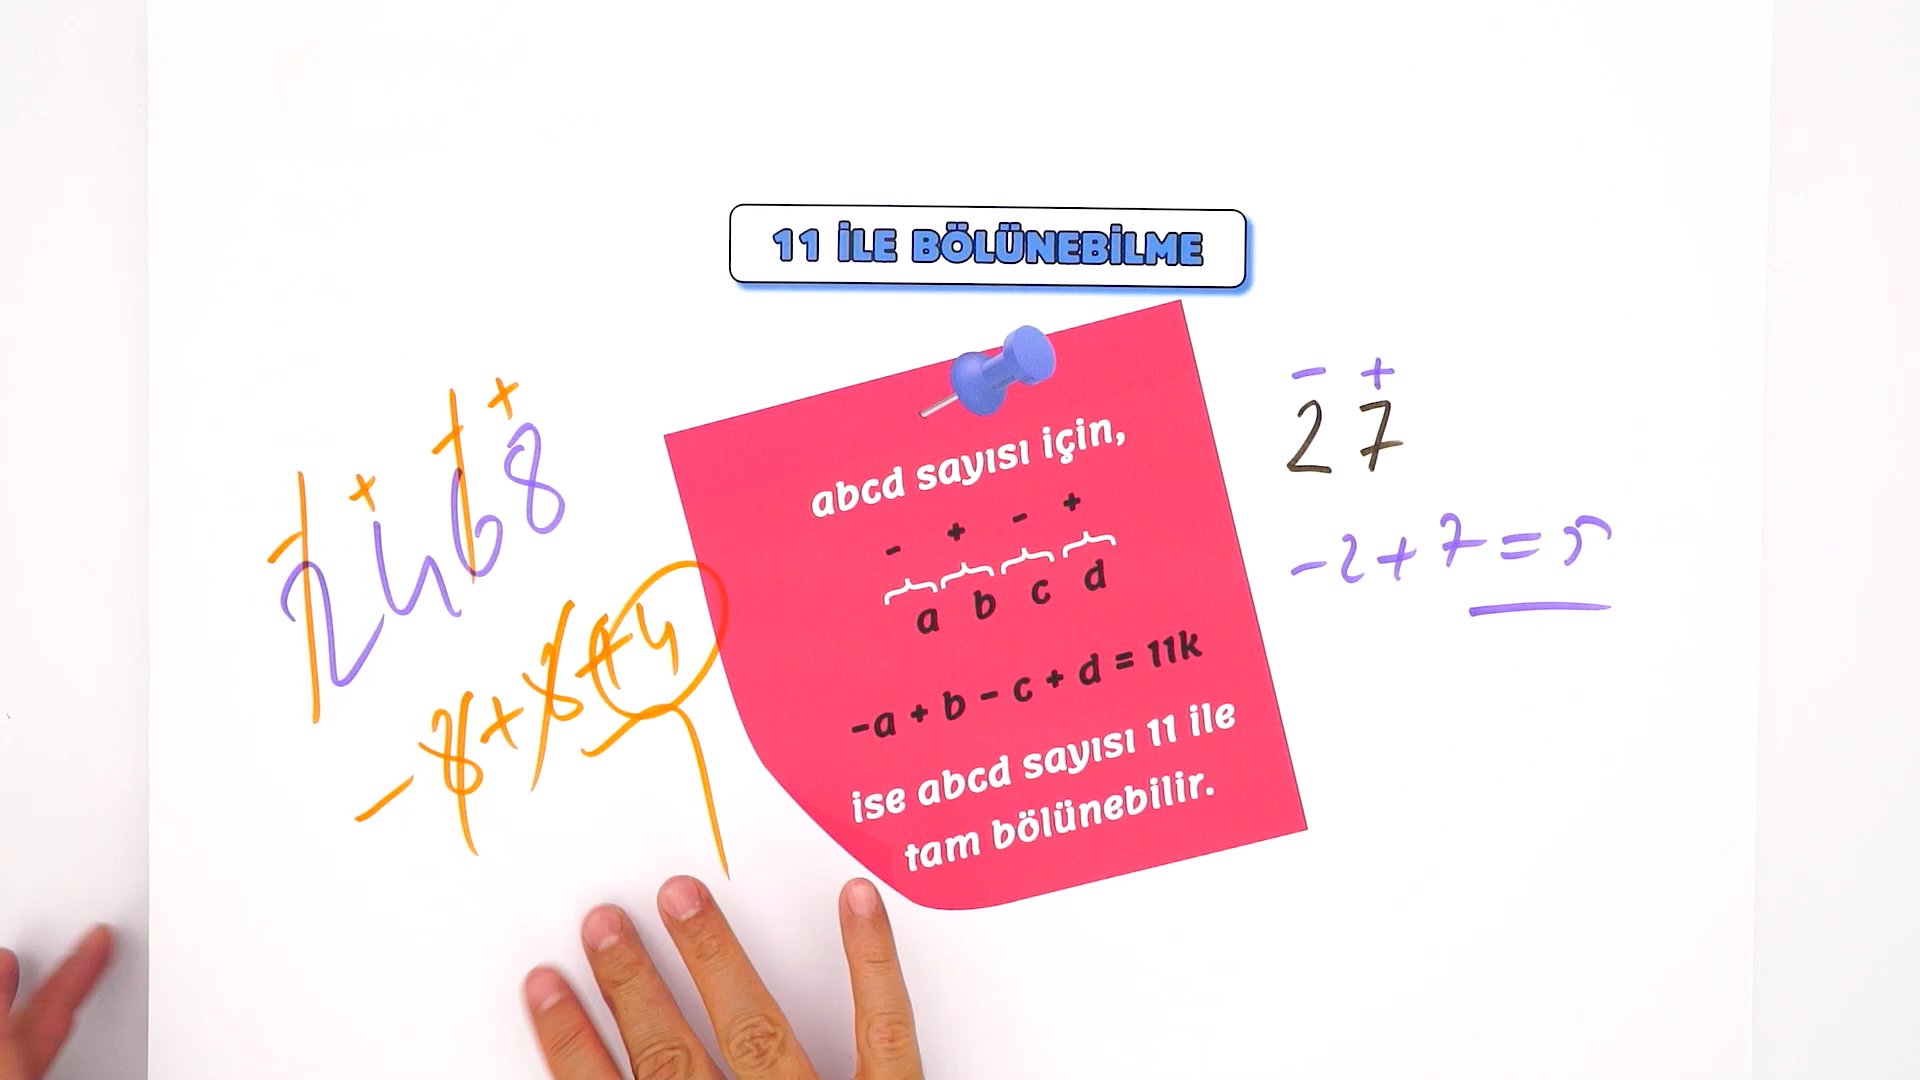 11 İLE BÖLÜNEBİLME
abcd sayısı için,
- + - +
a b c d
-a + b - c + d = 11k
ise abcd sayısı 11 ile
tam bölünebilir.
- + - +
2468
-8+8+4
- +
27
-2+7=5